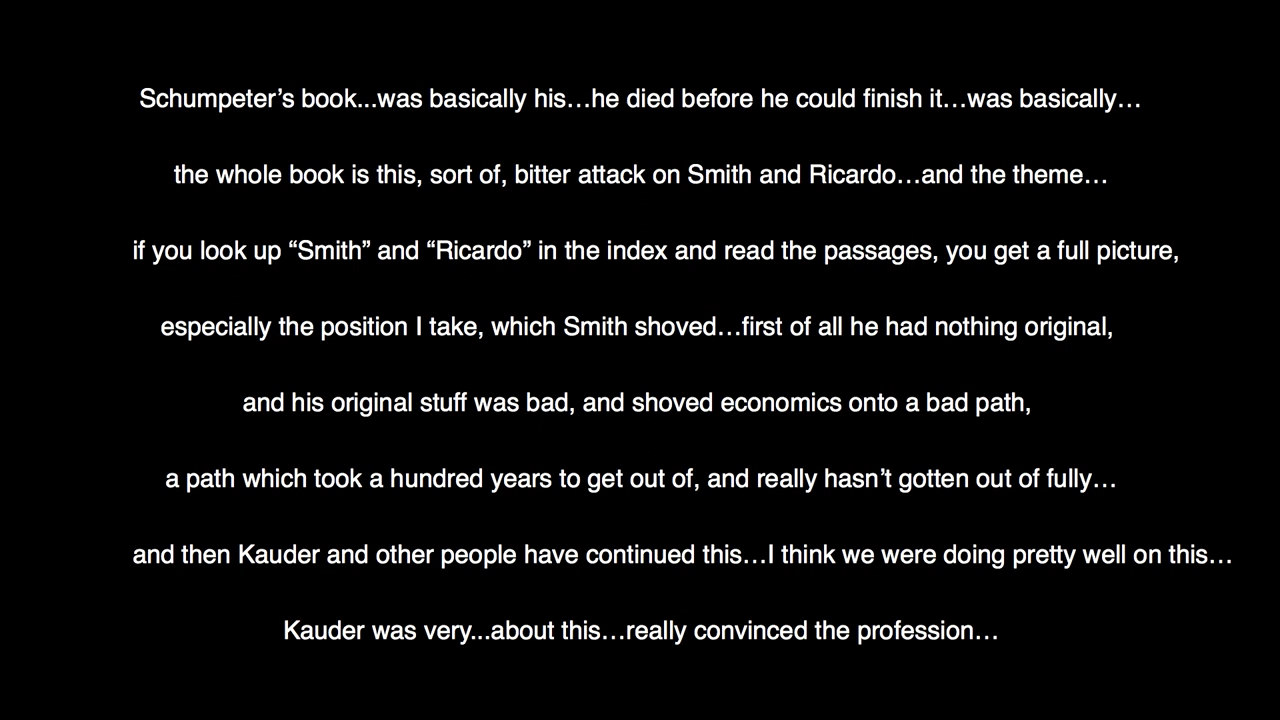 Schumpeter’s book...was basically his…he died before he could finish it…was basically…
the whole book is this, sort of, bitter attack on Smith and Ricardo…and the theme…
if you look up “Smith” and “Ricardo” in the index and read the passages, you get a full picture,
especially the position I take, which Smith shoved…first of all he had nothing original,
and his original stuff was bad, and shoved economics onto a bad path,
a path which took a hundred years to get out of, and really hasn’t gotten out of fully…
and then Kauder and other people have continued this…I think we were doing pretty well on this…
Kauder was very...about this…really convinced the profession…